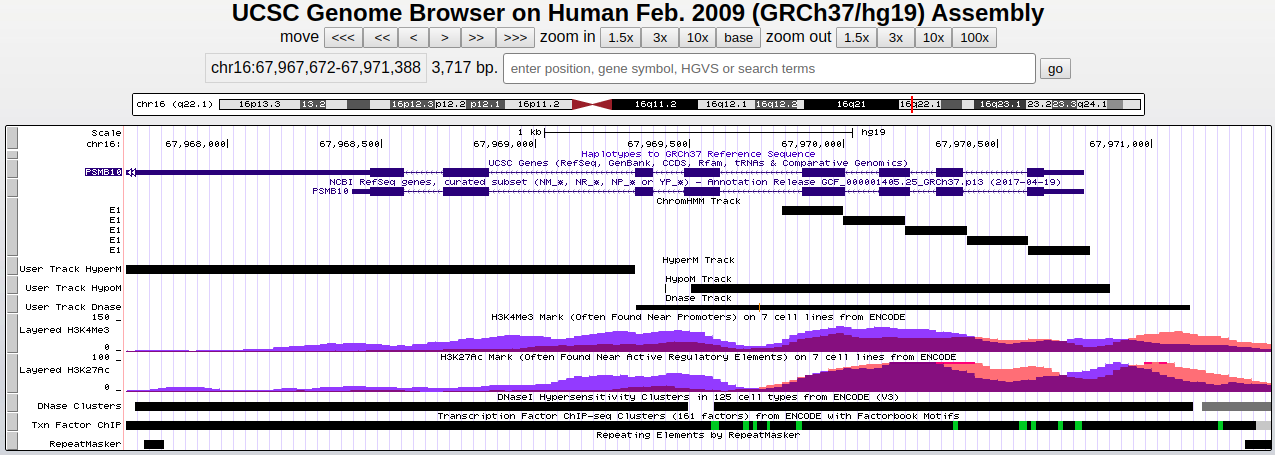 UCSC Genome Browser on Human Feb. 2009 (GRCh37/hg19) Assembly
move <<< << < > >> >>> zoom in 1.5x 3x 10x base zoom out 1.5x 3x 10x 100x
chr16:67,967,672-67,971,388 3,717 bp. enter position, gene symbol, HGVS or search terms go
chr16 (q22.1) 16p13.3 13.2 16p12.3 p12.2 p12.1 16p11.2 16q11.2 16q12.1 16q12.2 16q21 16q22.1 16q23.1 23.2 23.3 q24.1
Scale 1 kb hg19
chr16: 67,968,000 67,968,500 67,969,000 67,969,500 67,970,000 67,970,500 67,971,000
Haplotypes to GRCh37 Reference Sequence
UCSC Genes (RefSeq, GenBank, CCDS, Rfam, tRNAs & Comparative Genomics)
PSMB10
NCBI RefSeq genes, curated subset (NM_*, NR_*, NP_* or YP_*) - Annotation Release GCF_000001405.25_GRCh37.p13 (2017-04-19)
PSMB10
ChromHMM Track
E1
E1
E1
E1
E1
HyperM Track
User Track HyperM
HypoM Track
User Track HypoM
Dnase Track
User Track Dnase
H3K4Me3 Mark (Often Found Near Promoters) on 7 cell lines from ENCODE
150 _
Layered H3K4Me3
0 _
H3K27Ac Mark (Often Found Near Active Regulatory Elements) on 7 cell lines from ENCODE
100 _
Layered H3K27Ac
0 _
DNaseI Hypersensitivity Clusters in 125 cell types from ENCODE (V3)
DNase Clusters
Transcription Factor ChIP-seq Clusters (161 factors) from ENCODE with Factorbook Motifs
Txn Factor ChIP
Repeating Elements by RepeatMasker
RepeatMasker